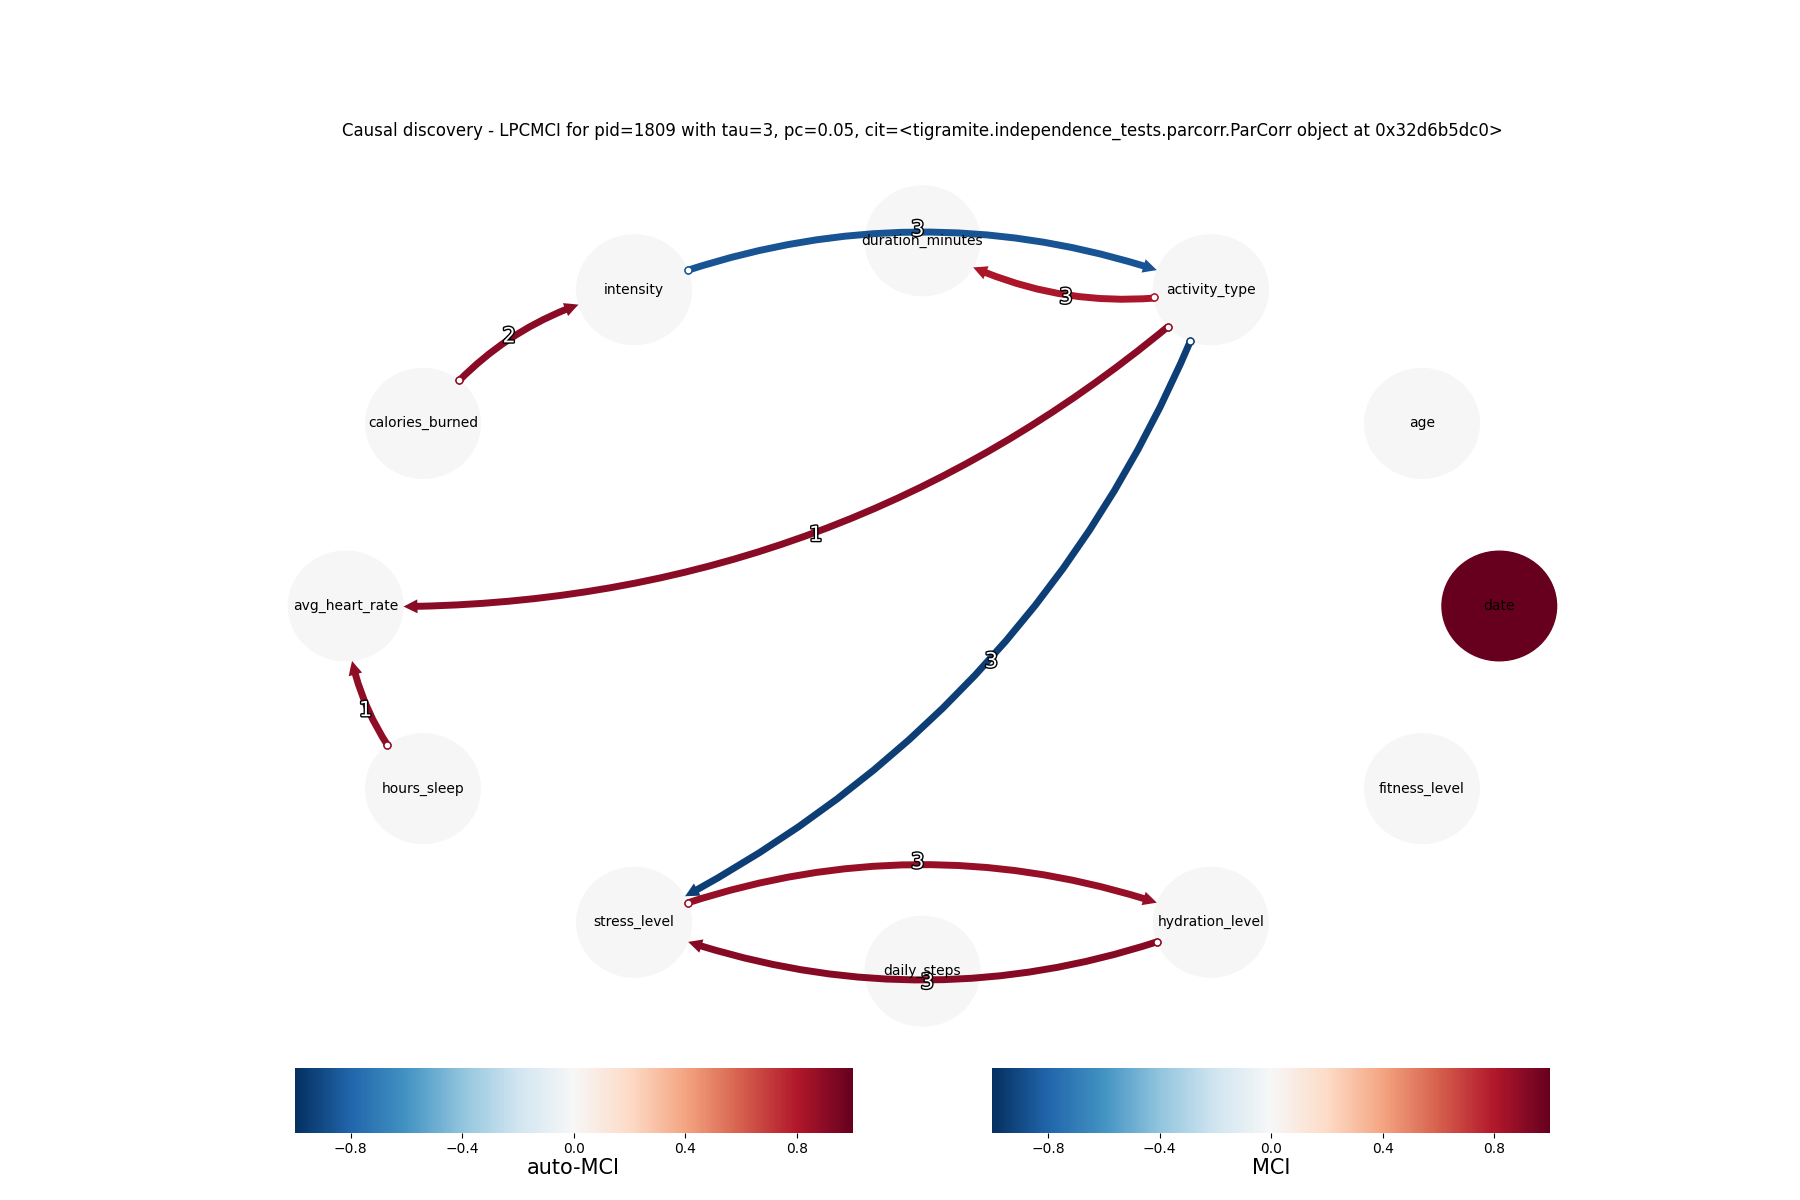 Causal discovery - LPCMCI for pid=1809 with tau=3, pc=0.05, cit=<tigramite.independence_tests.parcorr.ParCorr object at 0x32d6b5dc0>
3
duration_minutes
intensity
activity_type
3
2
calories_burned
age
1
avg_heart_rate
date
3
1
hours_sleep
fitness_level
3
stress_level
hydration_level
daily_steps
3
−0.8 −0.4 0.0 0.4 0.8
auto-MCI
−0.8 −0.4 0.0 0.4 0.8
MCI